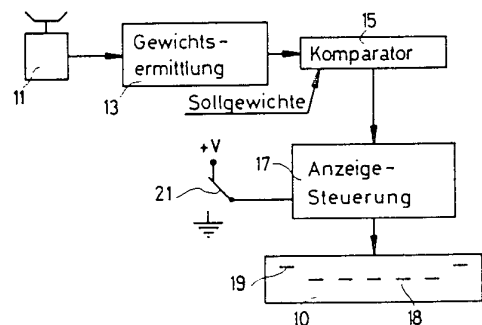 15
Gewichts-
ermittlung
Komparator
11
13
Sollgewichte
+V
17
Anzeige-
Steuerung
21
19
10
18